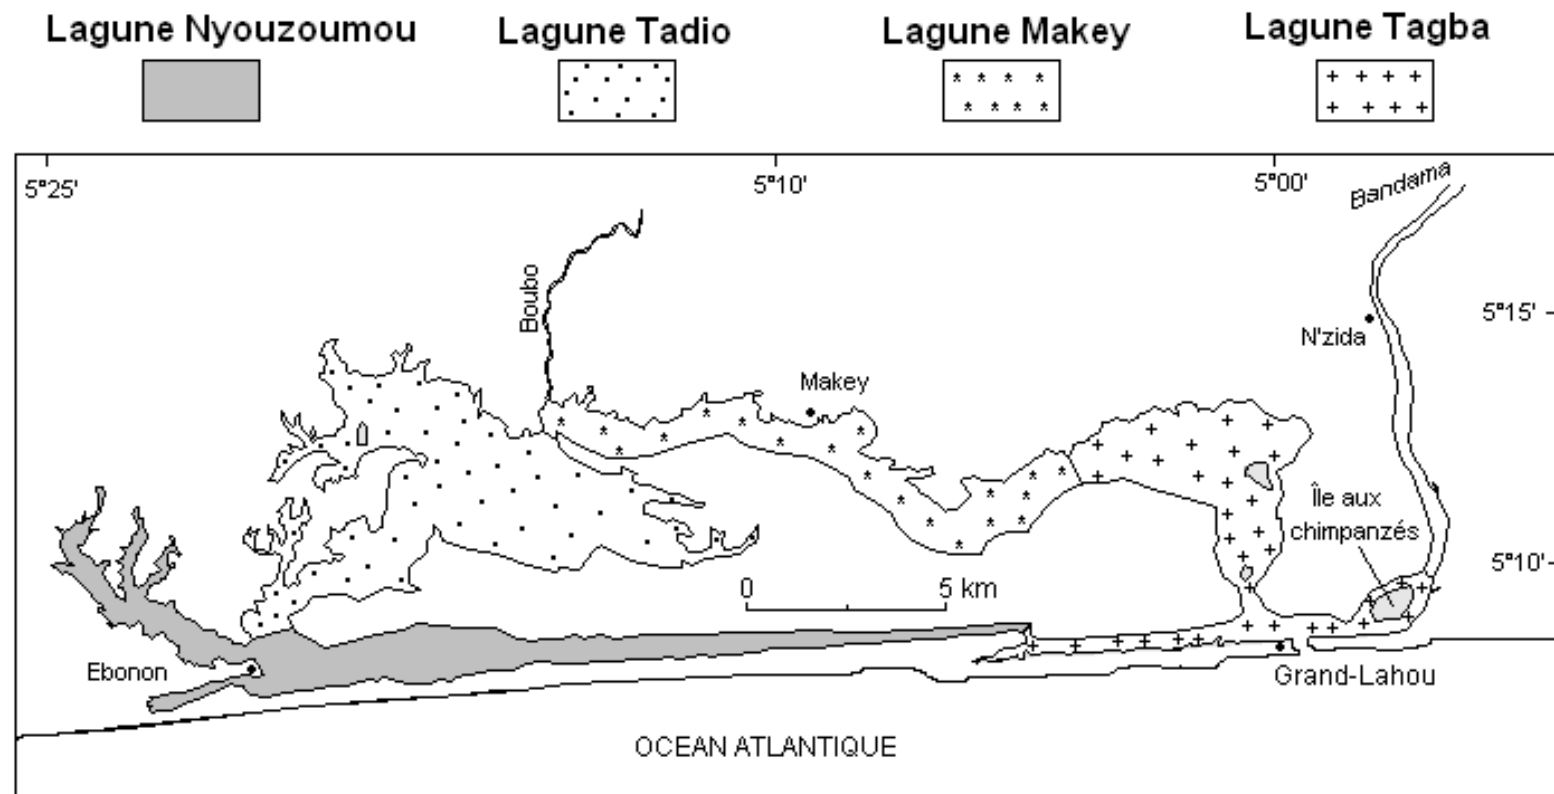 Lagune Nyouzoumou
Lagune Tadio
Lagune Makey
Lagune Tagba
5°25'
5°10'
5°00'
Bandama
Boubo
5°15'
N'zida
Makey
Île aux
chimpanzés
5°10'
0
5 km
Ebonon
Grand-Lahou
OCEAN ATLANTIQUE